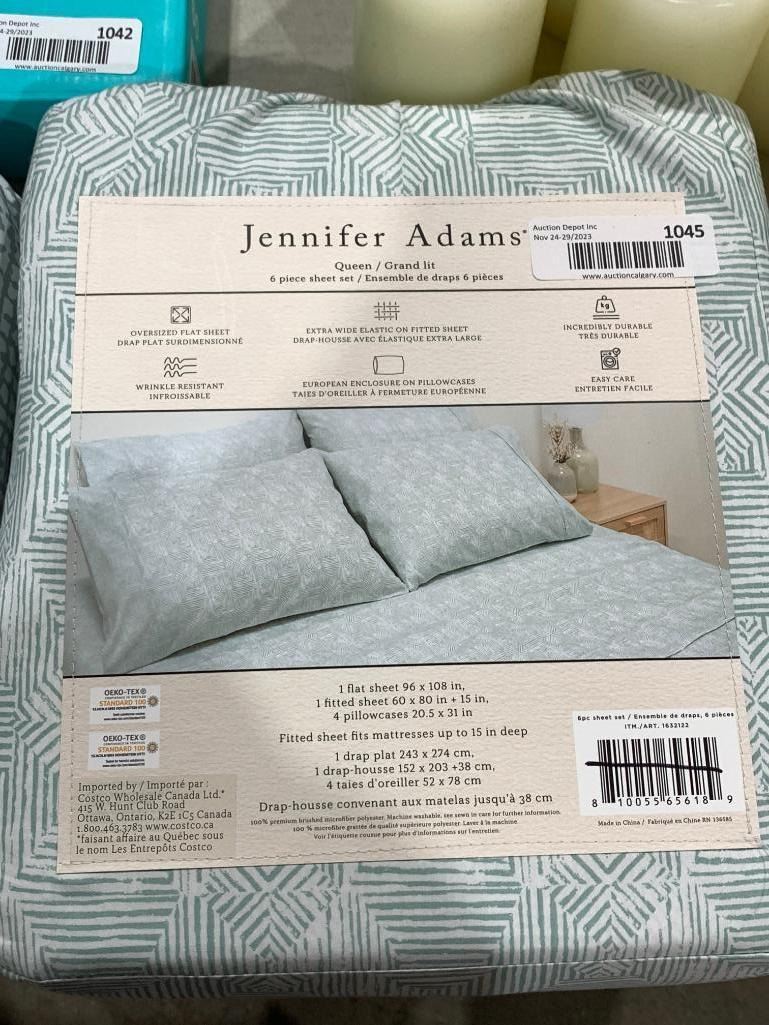 on Depot Inc
4-29/2023
1042
www.auctioncalgary.com
Jennifer Adams®
Auction Depot Inc
Nov 24-29/2023
1045
www.auctioncalgary.com
Queen / Grand lit
6 piece sheet set / Ensemble de draps 6 pièces
OVERSIZED FLAT SHEET
DRAP PLAT SURDIMENSIONNÉ
EXTRA WIDE ELASTIC ON FITTED SHEET
DRAP-HOUSSE AVEC ÉLASTIQUE EXTRA LARGE
kg
INCREDIBLY DURABLE
TRÈS DURABLE
WRINKLE RESISTANT
INFROISSABLE
EUROPEAN ENCLOSURE ON PILLOWCASES
TAIES D'OREILLER À FERMETURE EUROPÉENNE
EASY CARE
ENTRETIEN FACILE
OEKO-TEX®
CONFIDENCE IN TEXTILES
STANDARD 100
OEKO-TEX®
CONFIDENCE IN TEXTILES
STANDARD 100
1 flat sheet 96 x 108 in,
1 fitted sheet 60 x 80 in + 15 in,
4 pillowcases 20.5 x 31 in
Fitted sheet fits mattresses up to 15 in deep
1 drap plat 243 x 274 cm,
1 drap-housse 152 x 203 +38 cm,
4 taies d'oreiller 52 x 78 cm
Drap-housse convenant aux matelas jusqu'à 38 cm
100% premium brushed microfiber polyester. Machine washable, see sewn in care for further information.
100 % microfibre grattée de qualité supérieure polyester. Laver à la machine.
Voir l'étiquette cousue pour plus d'informations sur l'entretien.
Imported by / Importé par :
Costco Wholesale Canada Ltd.*
415 W. Hunt Club Road
Ottawa, Ontario, K2E 1C5 Canada
1.800.463.3783 www.costco.ca
*faisant affaire au Québec sous
le nom Les Entrepôts Costco
6pc sheet set / Ensemble de draps, 6 pièces
ITM./ART. 1632122
8 10055 65618 9
Made in China / Fabriqué en Chine RN 136585